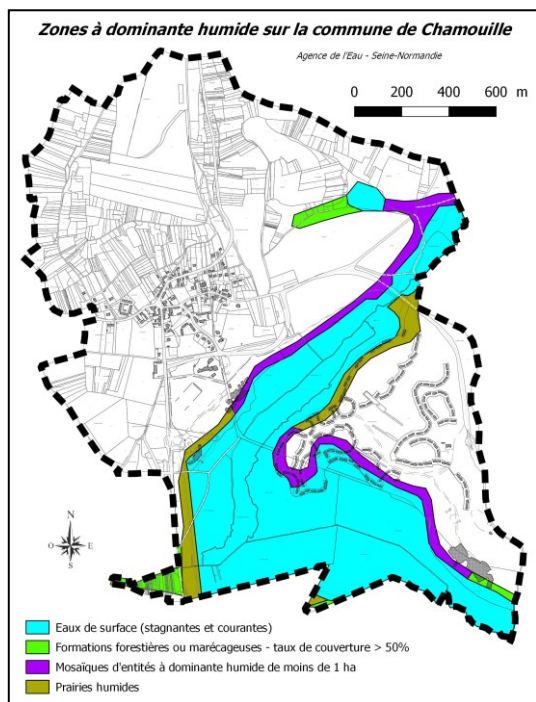 Zones à dominante humide sur la commune de Chamouille
Agence de l'Eau - Seine-Normandie
0 200 400 600 m
N
O E
S
Eaux de surface (stagnantes et courantes)
Formations forestières ou marécageuses - taux de couverture > 50%
Mosaïques d'entités à dominante humide de moins de 1 ha
Prairies humides